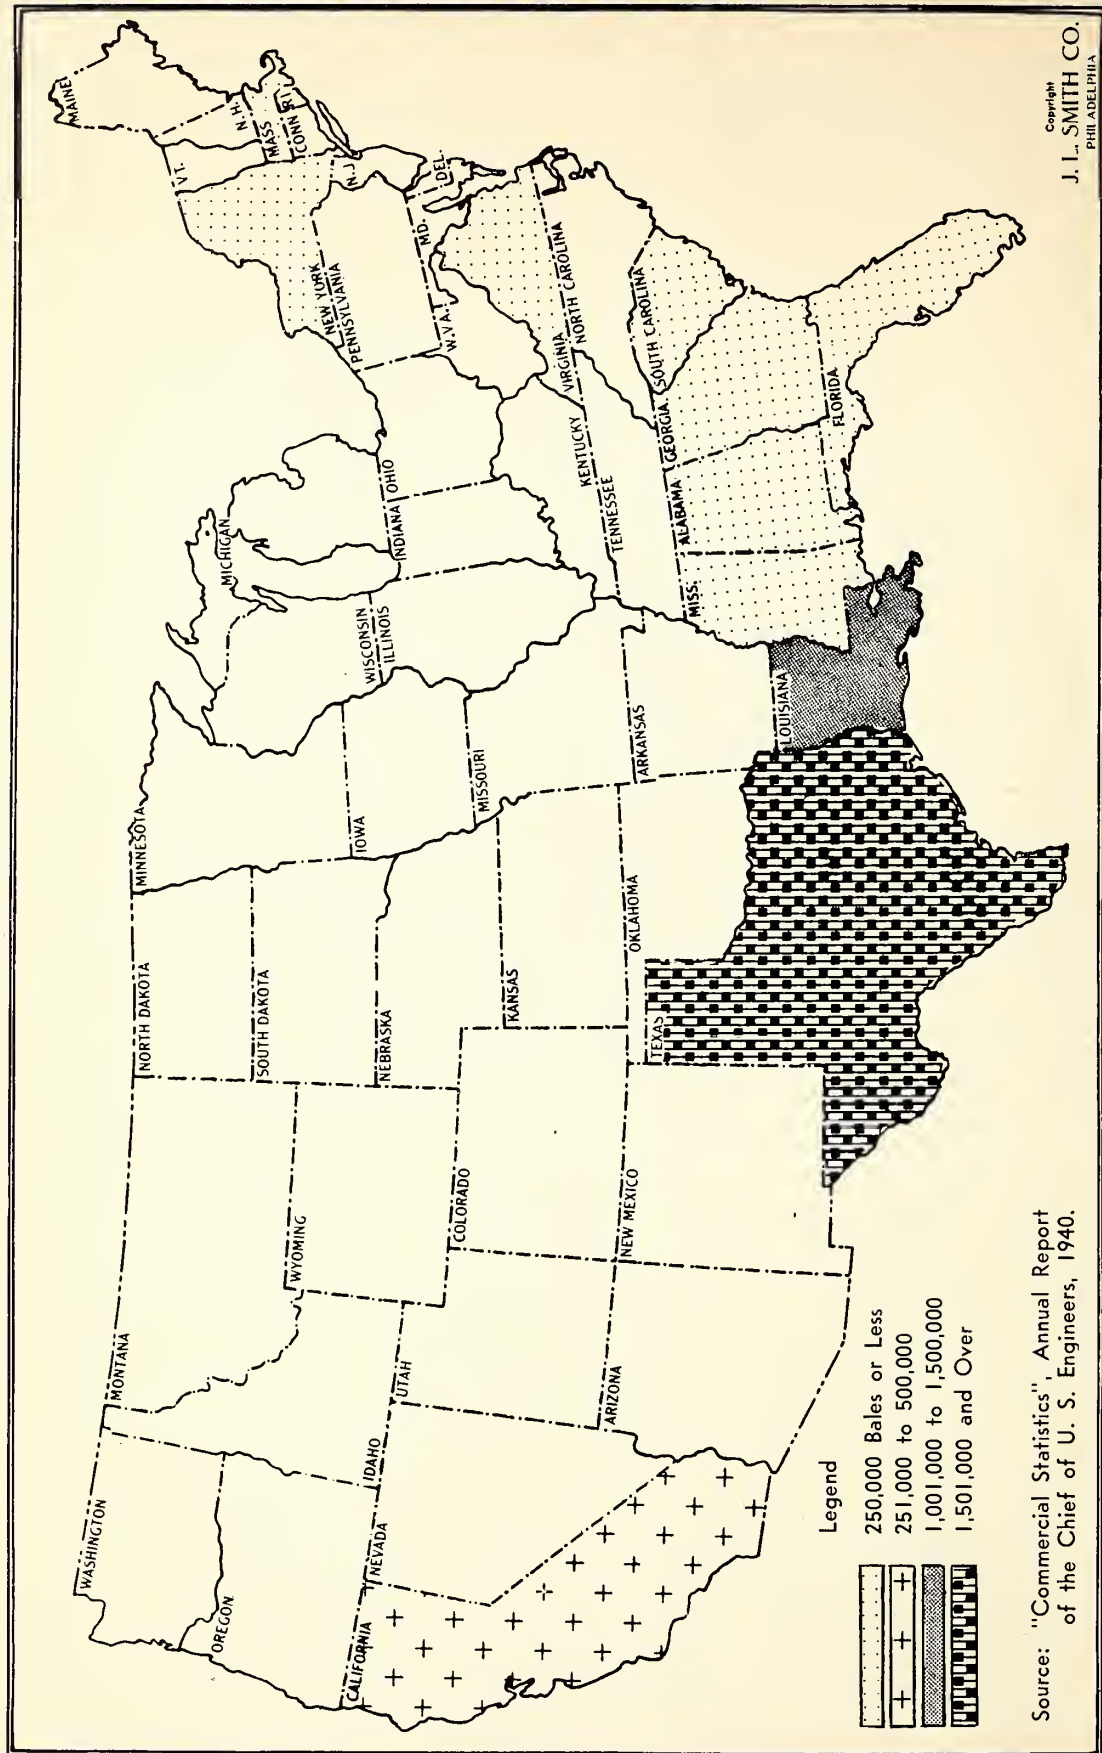 WASHINGTON
MONTANA
NORTH DAKOTA
MINNESOTA
MICHIGAN
MAINE
VT.
N.H.
MASS
CONN
R.I.
N.J.
NEW YORK
PENNSYLVANIA
DEL.
MD.
W.VA.
OREGON
IDAHO
WYOMING
SOUTH DAKOTA
IOWA
WISCONSIN
ILLINOIS
INDIANA
OHIO
CALIFORNIA
NEVADA
UTAH
COLORADO
NEBRASKA
KANSAS
MISSOURI
KENTUCKY
TENNESSEE
VIRGINIA
NORTH CAROLINA
SOUTH CAROLINA
ARIZONA
NEW MEXICO
OKLAHOMA
TEXAS
ARKANSAS
LOUISIANA
MISS.
ALABAMA
GEORGIA
FLORIDA
Legend
250,000 Bales or Less
251,000 to 500,000
1,001,000 to 1,500,000
1,501,000 and Over
Source: "Commercial Statistics", Annual Report
of the Chief of U. S. Engineers, 1940.
Copyright
J. L. SMITH CO.
PHILADELPHIA